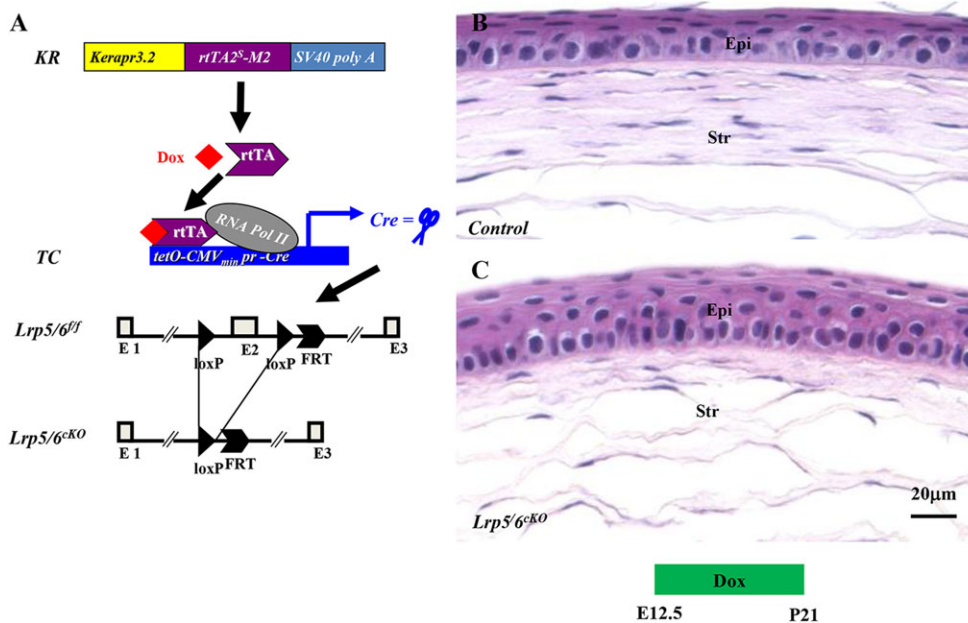 A
KR
Kerapr3.2
rtTA2S-M2
SV40 poly A
Dox
rtTA
rtTA
RNA Pol II
Cre =
TC
tetO-CMVmin pr -Cre
Lrp5/6f/f
E 1
loxP
E2
loxP
FRT
E3
Lrp5/6cKO
E 1
loxP
FRT
E3
B
Epi
Str
Control
C
Epi
Str
20μm
Lrp5/6cKO
Dox
E12.5
P21